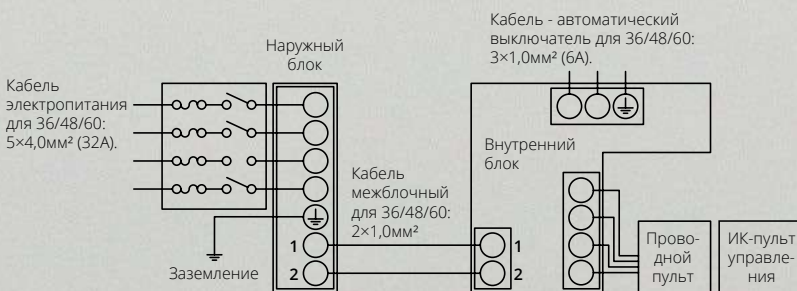 Кабель - автоматический
выключатель для 36/48/60:
3×1,0мм² (6А).
Наружный
блок
Кабель
электропитания
для 36/48/60:
5×4,0мм² (32А).
Внутренний
блок
Кабель
межблочный
для 36/48/60:
2×1,0мм²
1
2
1
2
Заземление
Прово-
дной
пульт
ИК-пульт
управле-
ния